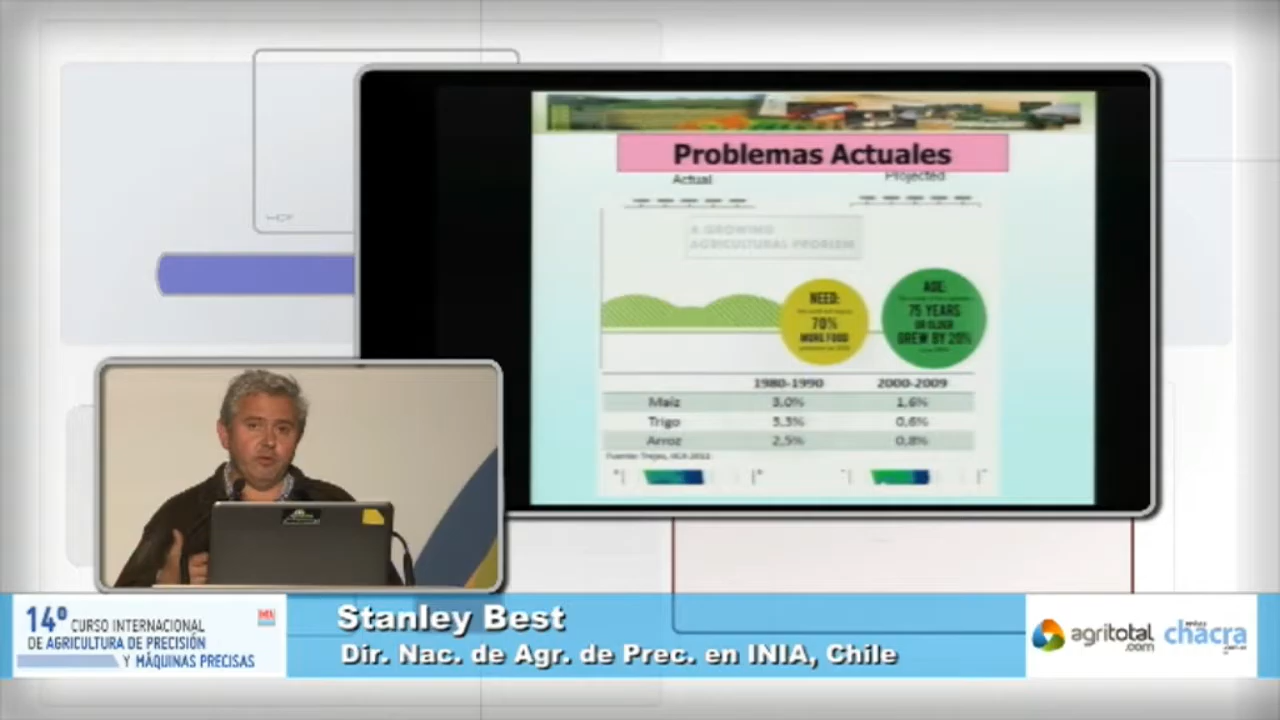 Problemas Actuales
Actual
Projected
A GROWING
AGRICULTURAL PROBLEM
NEED:
70%
MORE FOOD
AGE:
75 YEARS
OR OLDER
GREW BY 20%
1980-1990 2000-2009
Maíz 3,0% 1,6%
Trigo 3,3% 0,6%
Arroz 2,5% 0,8%
14º CURSO INTERNACIONAL
DE AGRICULTURA DE PRECISIÓN
Y MÁQUINAS PRECISAS
Stanley Best
Dir. Nac. de Agr. de Prec. en INIA, Chile
agritotal
.com
chacra